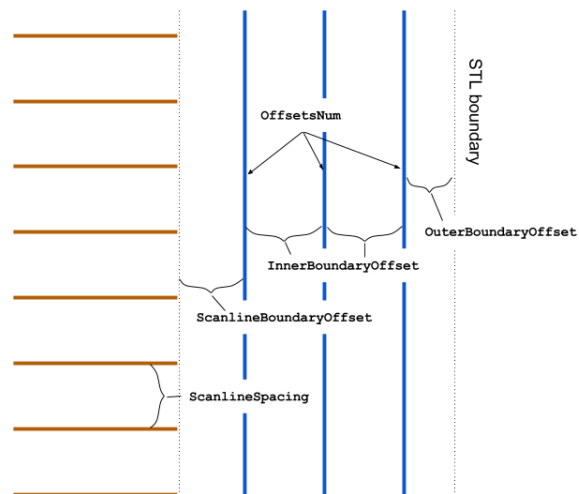 STL boundary
OffsetsNum
OuterBoundaryOffset
InnerBoundaryOffset
ScanlineBoundaryOffset
ScanlineSpacing